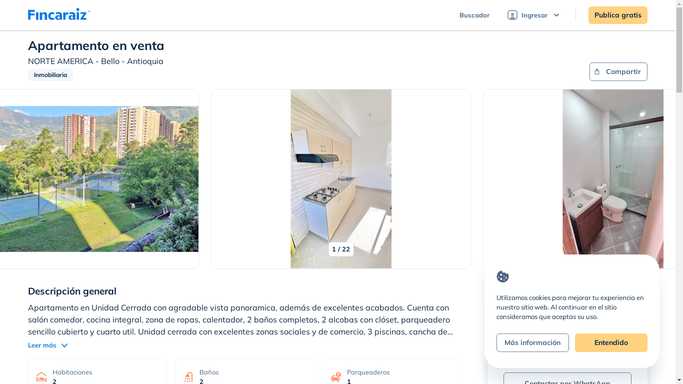 Fincaraiz
Buscador
Ingresar
Publica gratis
Apartamento en venta
NORTE AMERICA - Bello - Antioquia
Inmobiliaria
Compartir
1 / 22
Descripción general
Apartamento en Unidad Cerrada con agradable vista panoramica, además de excelentes acabados. Cuenta con
salón comedor, cocina integral, zona de ropas, calentador, 2 baños completos, 2 alcobas con clóset, parqueadero
sencillo cubierto y cuarto util. Unidad cerrada con excelentes zonas sociales y de comercio, 3 piscinas, cancha de...
Leer más
Habitaciones
2
Baños
2
Parqueaderos
1
Utilizamos cookies para mejorar tu experiencia en
nuestro sitio web. Al continuar en el sitio
consideramos que aceptas su uso.
Más información
Entendido
Contactar por WhatsApp